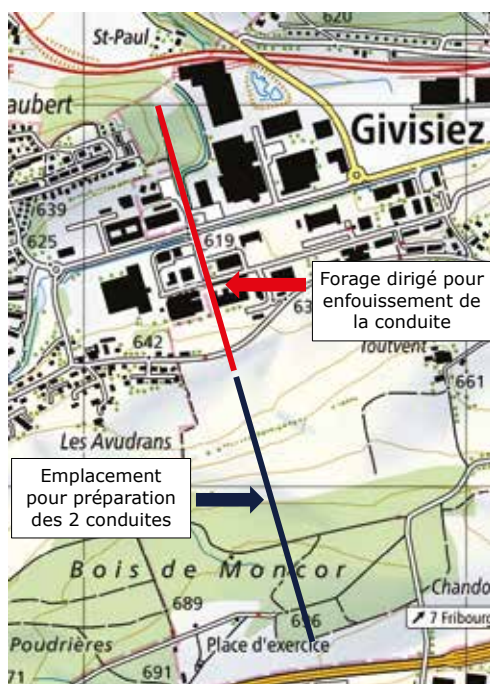 620
St-Paul
aubert
Givisiez
639
625
619
Forage dirigé pour
enfouissement de
la conduite
63
642
Toutvent
661
Les Avudrans
Emplacement
pour préparation
des 2 conduites
Bois de Moncor
Chando
689
696
7 Fribourg
Poudrières
Place d'exercice
691
71